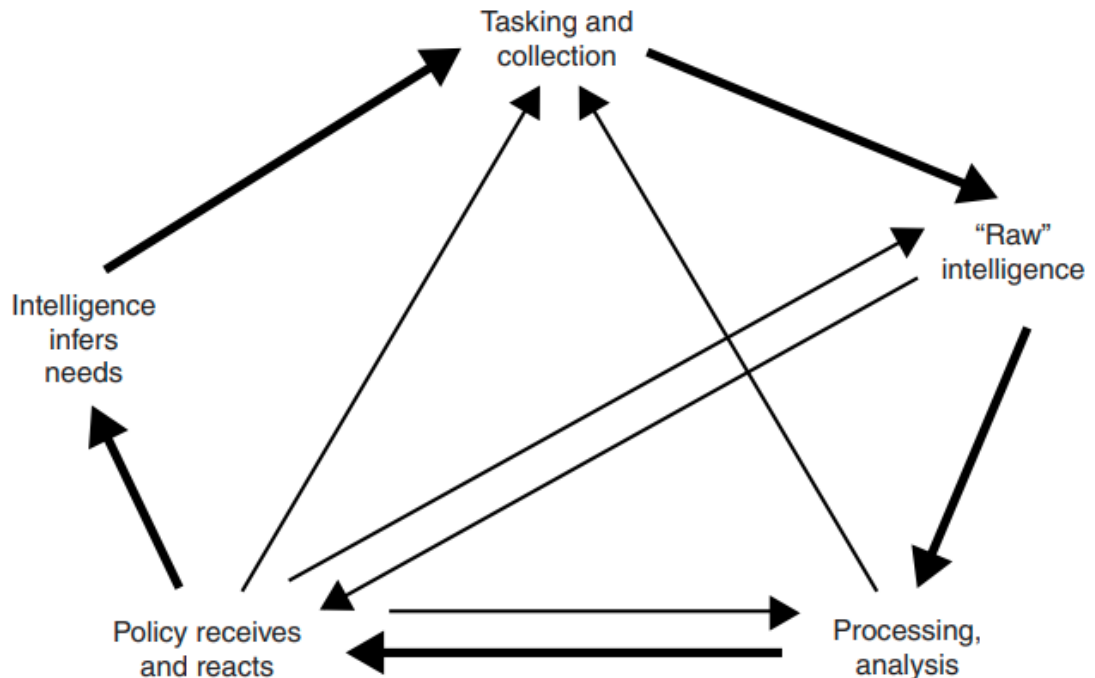 Tasking and
collection
“Raw”
intelligence
Intelligence
infers
needs
Policy receives
and reacts
Processing,
analysis